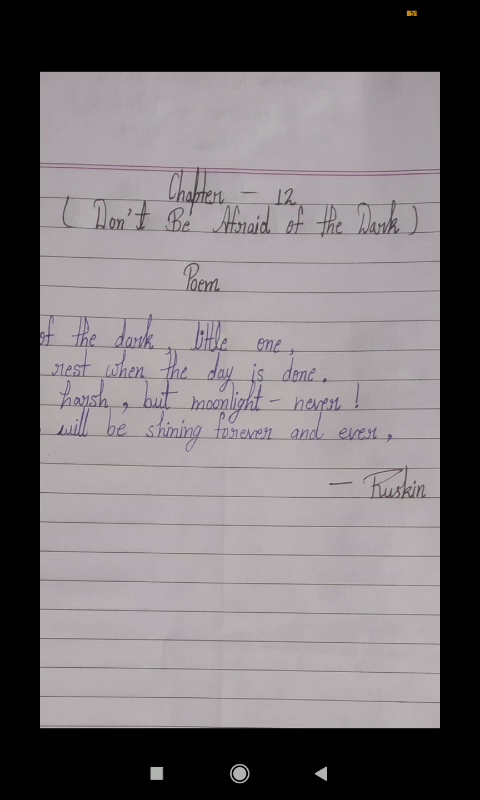 Chapter - 12
( Don't Be Afraid of the Dark )
Poem
of the dark, little one,
rest when the day is done.
harsh, but moonlight - never!
will be shining forever and ever,
- Ruskin